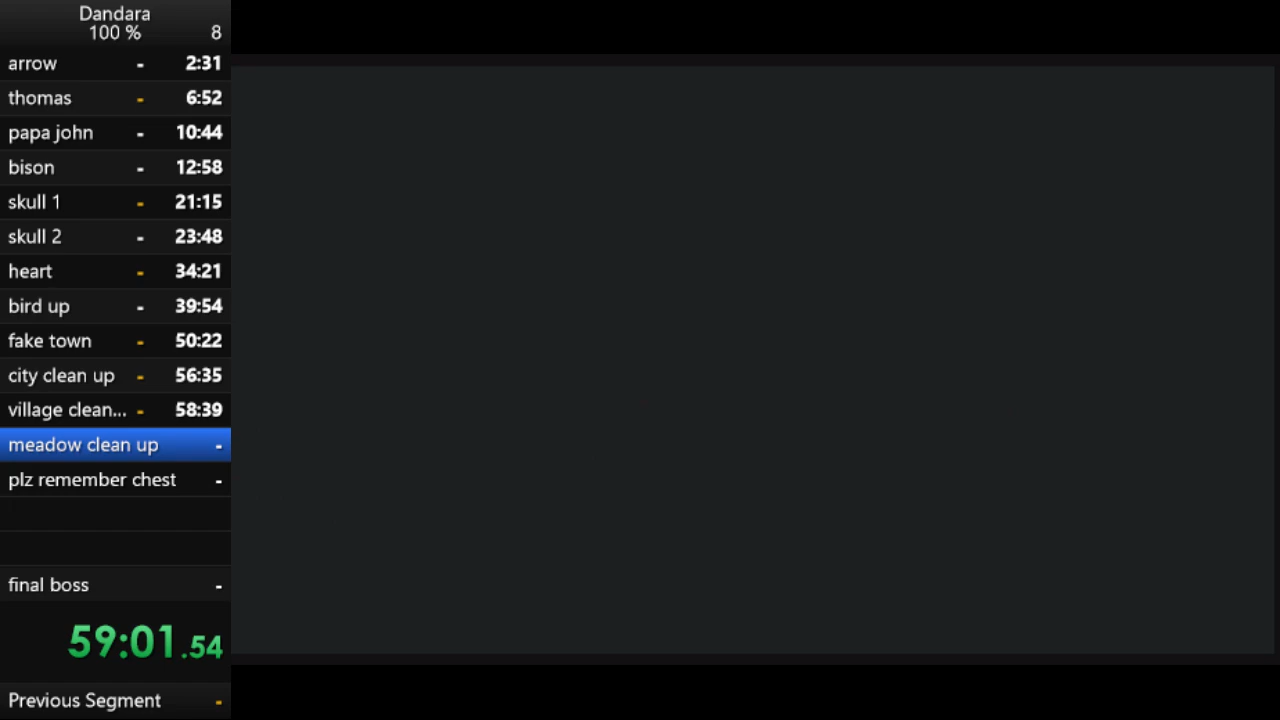 Dandara
100 % 8
arrow - 2:31
thomas - 6:52
papa john - 10:44
bison - 12:58
skull 1 - 21:15
skull 2 - 23:48
heart - 34:21
bird up - 39:54
fake town - 50:22
city clean up - 56:35
village clean... - 58:39
meadow clean up -
plz remember chest -
final boss -
59:01.54
Previous Segment -